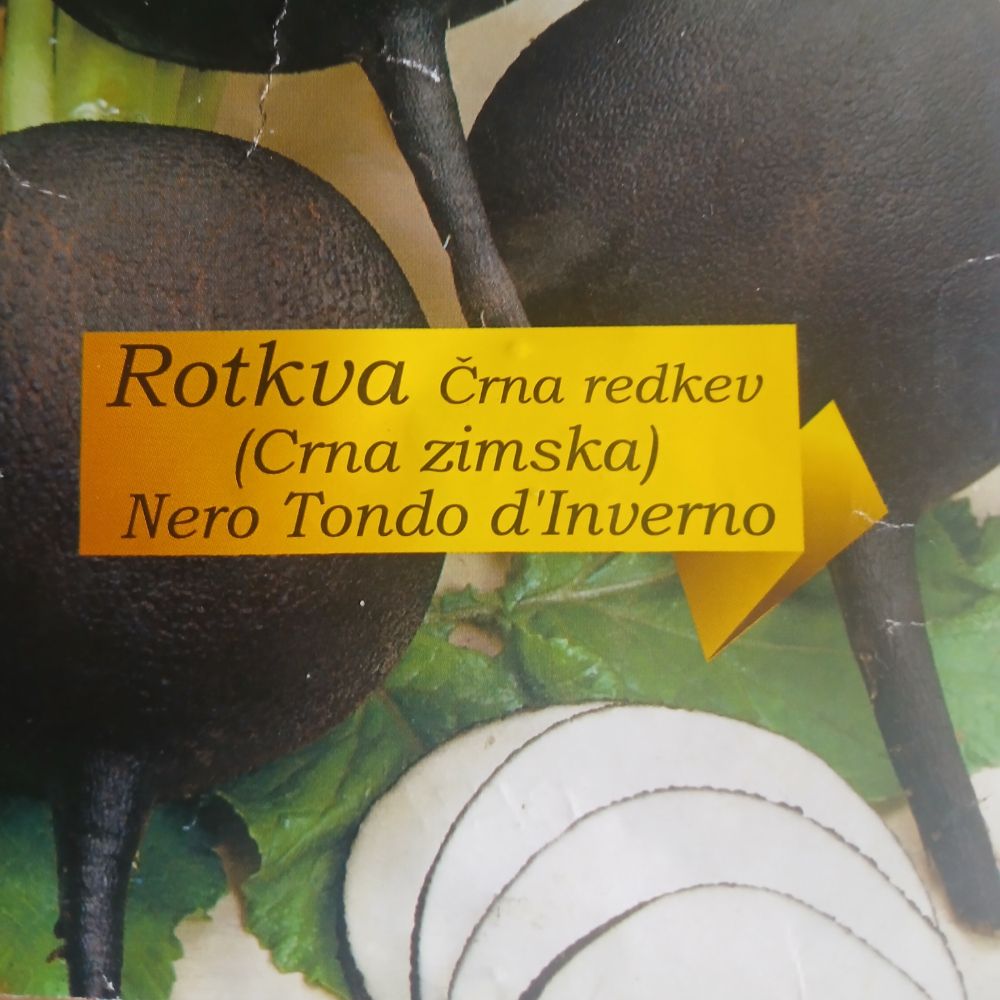 Rotkva Črna redkev
(Crna zimska)
Nero Tondo d'Inverno